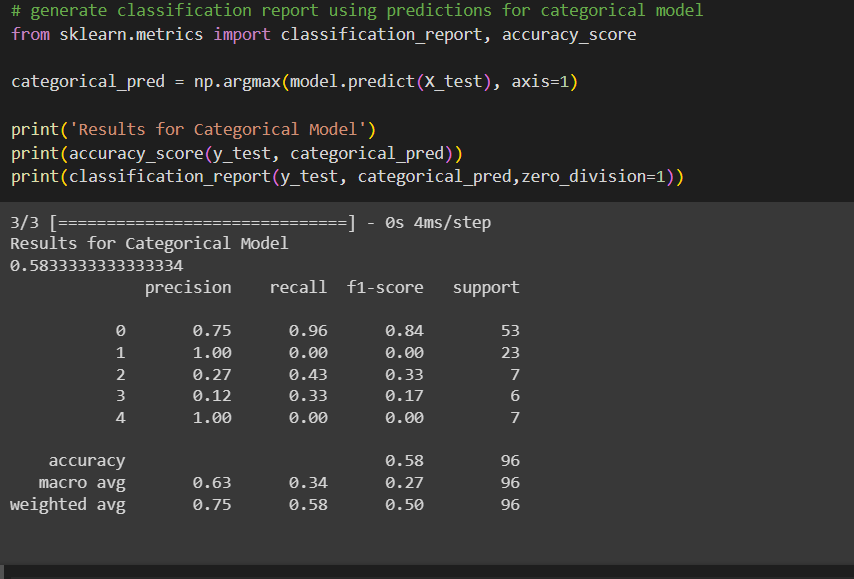 # generate classification report using predictions for categorical model
from sklearn.metrics import classification_report, accuracy_score
categorical_pred = np.argmax(model.predict(X_test), axis=1)
print('Results for Categorical Model')
print(accuracy_score(y_test, categorical_pred))
print(classification_report(y_test, categorical_pred,zero_division=1))
3/3 [==============================] - 0s 4ms/step
Results for Categorical Model
0.5833333333333334
precision recall f1-score support
0 0.75 0.96 0.84 53
1 1.00 0.00 0.00 23
2 0.27 0.43 0.33 7
3 0.12 0.33 0.17 6
4 1.00 0.00 0.00 7
accuracy 0.58 96
macro avg 0.63 0.34 0.27 96
weighted avg 0.75 0.58 0.50 96